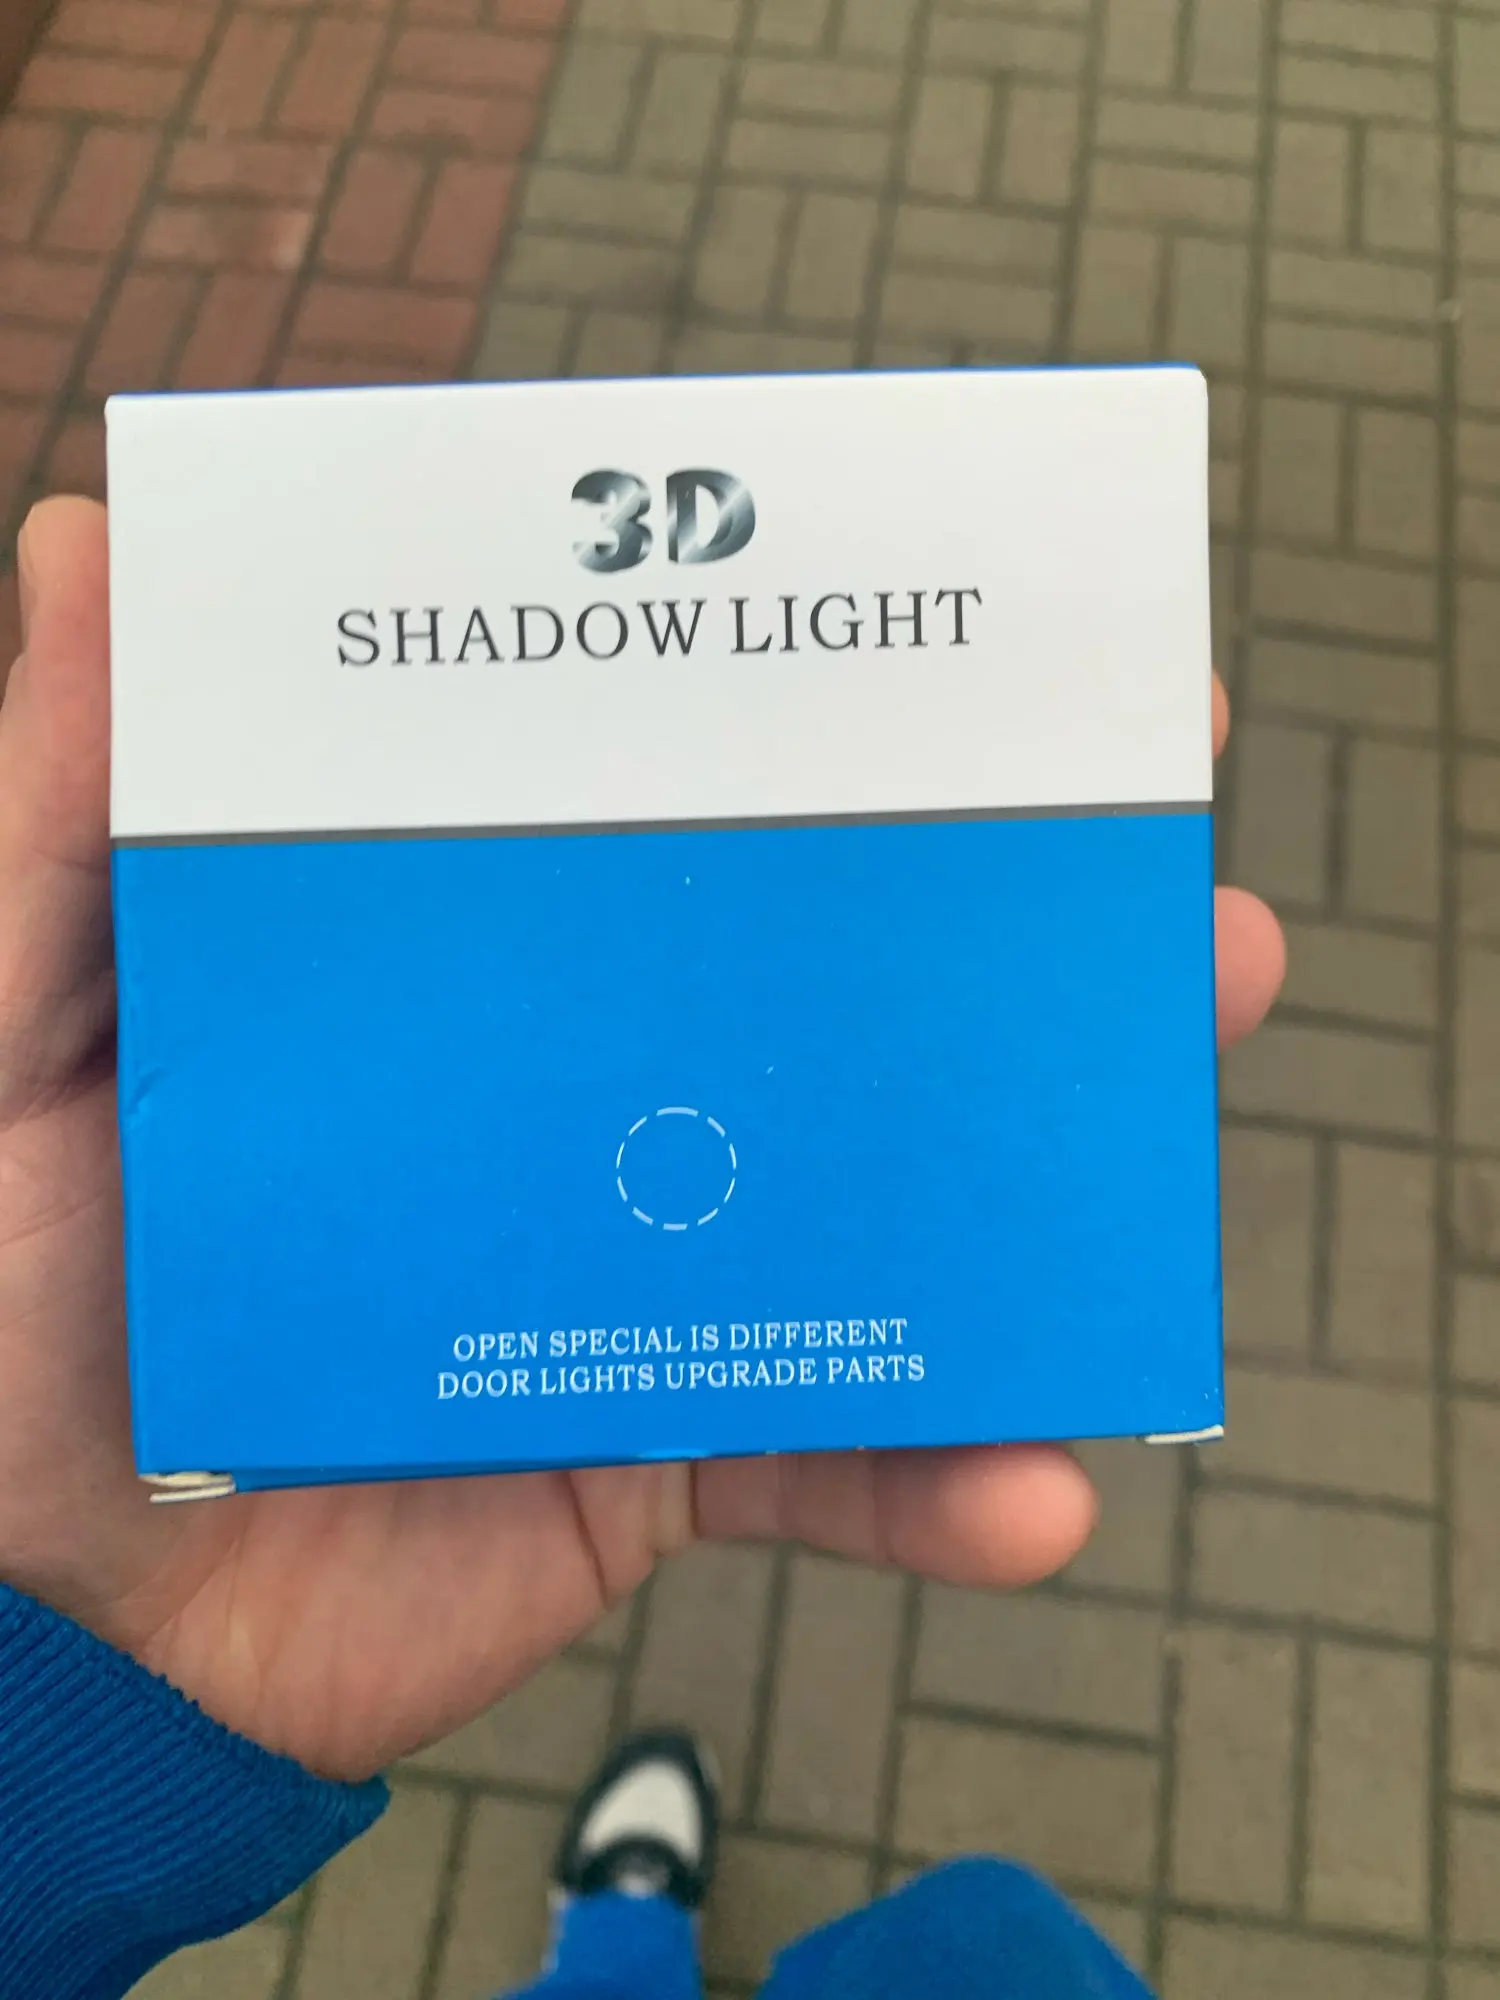 3D
SHADOW LIGHT
OPEN SPECIAL IS DIFFERENT
DOOR LIGHTS UPGRADE PARTS